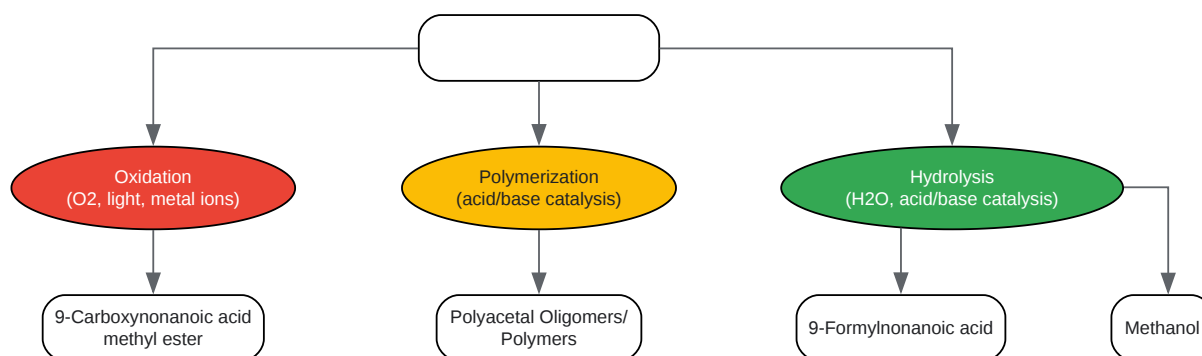 Oxidation
(O2, light, metal ions)
Polymerization
(acid/base catalysis)
Hydrolysis
(H2O, acid/base catalysis)
9-Carboxynonanoic acid
methyl ester
Polyacetal Oligomers/
Polymers
9-Formylnonanoic acid
Methanol